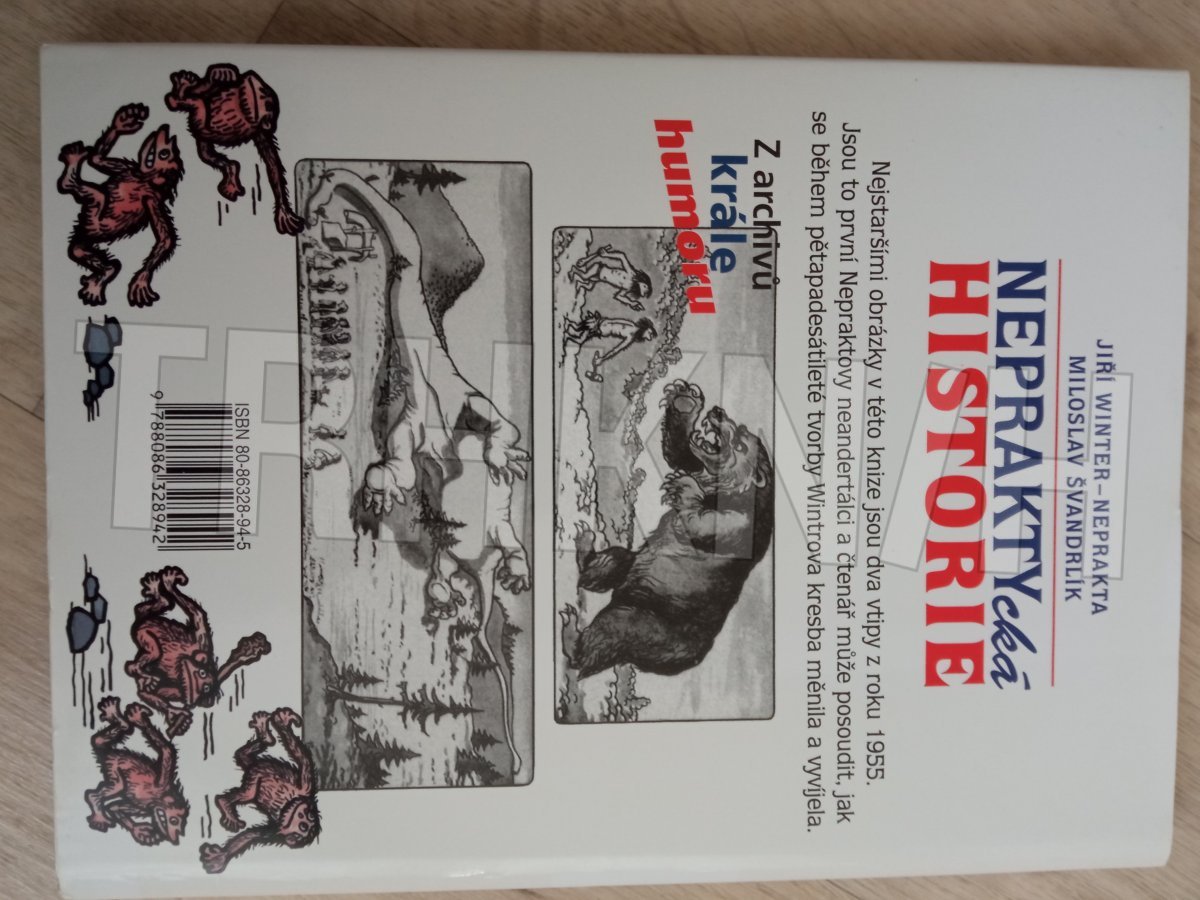 JIŘÍ WINTER – NEPRAKTA
MILOSLAV ŠVANDRLÍK
NEPRAKTYcká
HISTORIE
Nejstaršími obrázky v této knize jsou dva vtipy z roku 1955.
Jsou to první Nepraktovy neandertálci a čtenář může posoudit, jak
se během pětapadesátileté tvorby Wintrova kresba měnila a vyvíjela.
Z archivů
krále
humoru
ISBN 80-86328-94-5
9 788086 328942